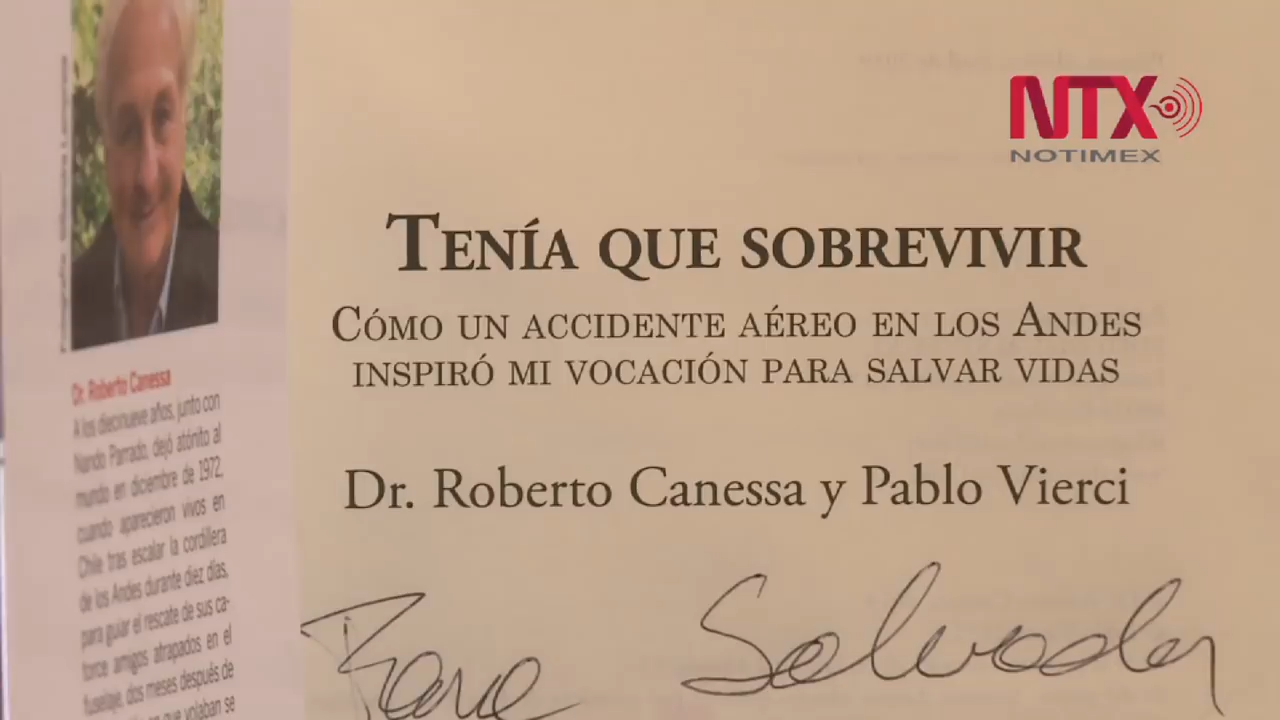 Dr. Roberto Canessa
A los diecinueve años, junto con
Nando Parrado, dejó atónito al
mundo en diciembre de 1972,
cuando aparecieron vivos en
Chile tras escalar la cordillera
de los Andes durante diez días,
para guiar el rescate de sus ca-
torce amigos atrapados en el
fuselaje, dos meses después de
que volaban se
NTX
NOTIMEX
TENÍA QUE SOBREVIVIR
CÓMO UN ACCIDENTE AÉREO EN LOS ANDES
INSPIRÓ MI VOCACIÓN PARA SALVAR VIDAS
Dr. Roberto Canessa y Pablo Vierci
Para Salvador